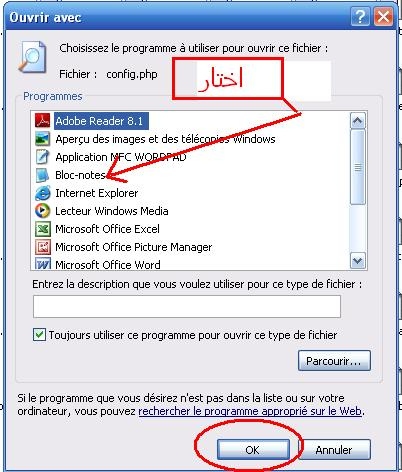 Ouvrir avec
Choisissez le programme à utiliser pour ouvrir ce fichier :
Fichier : config.php
اختار
Programmes
Adobe Reader 8.1
Aperçu des images et des télécopies Windows
Application MFC WORDPAD
Bloc-notes
Internet Explorer
Lecteur Windows Media
Microsoft Office Excel
Microsoft Office Picture Manager
Microsoft Office Word
Entrez la description que vous voulez utiliser pour ce type de fichier :
Toujours utiliser ce programme pour ouvrir ce type de fichier
Parcourir...
Si le programme que vous désirez n'est pas dans la liste ou sur votre
ordinateur, vous pouvez rechercher le programme approprié sur le Web.
OK Annuler